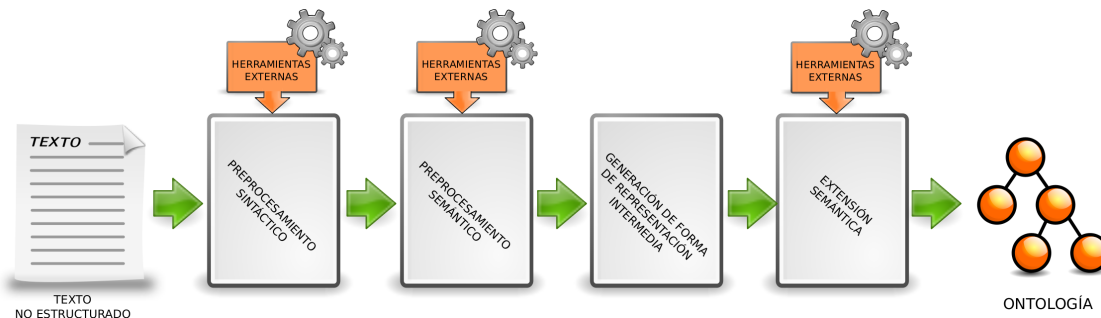 HERRAMIENTAS
EXTERNAS
HERRAMIENTAS
EXTERNAS
HERRAMIENTAS
EXTERNAS
TEXTO
PREPROCESAMIENTO
SINTÁCTICO
PREPROCESAMIENTO
SEMÁNTICO
GENERACIÓN DE FORMA
DE REPRESENTACIÓN
INTERMEDIA
EXTENSIÓN
SEMÁNTICA
TEXTO
NO ESTRUCTURADO
ONTOLOGÍA